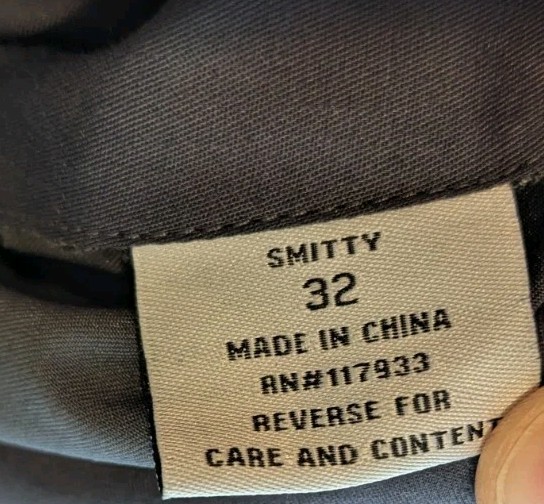 SMITTY
32
MADE IN CHINA
RN#117933
REVERSE FOR
CARE AND CONTENT